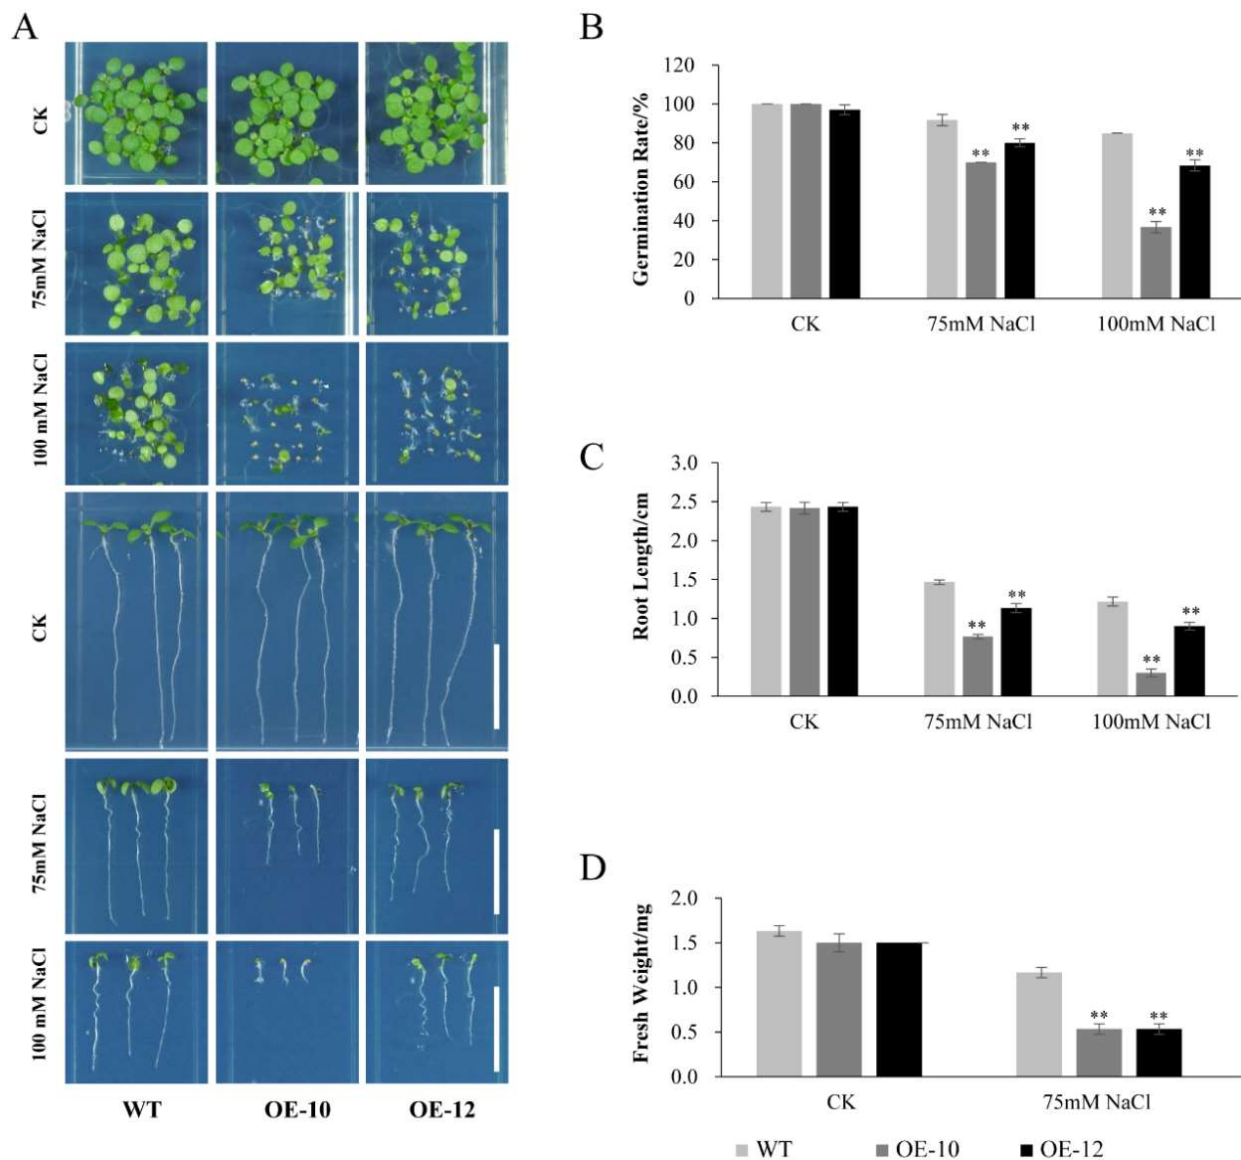 A
CK
75mM NaCl
100 mM NaCl
CK
75mM NaCl
100 mM NaCl
WT OE-10 OE-12
B
Germination Rate/%
120
100
80
60
40
20
0
** ** ** **
CK 75mM NaCl 100mM NaCl
C
Root Length/cm
3.0
2.5
2.0
1.5
1.0
0.5
0.0
** ** ** **
CK 75mM NaCl 100mM NaCl
D
Fresh Weight/mg
2.0
1.5
1.0
0.5
0.0
** **
CK 75mM NaCl
WT OE-10 OE-12